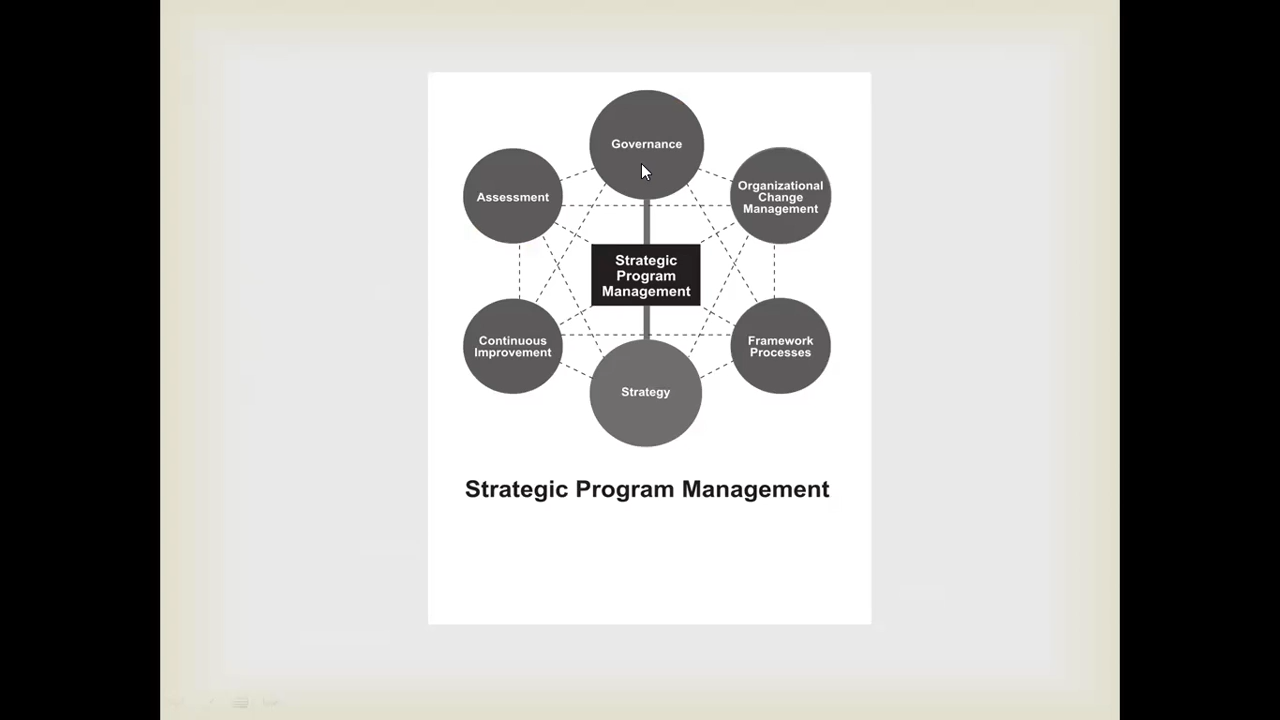 Governance
Assessment
Organizational
Change
Management
Strategic
Program
Management
Continuous
Improvement
Framework
Processes
Strategy
Strategic Program Management